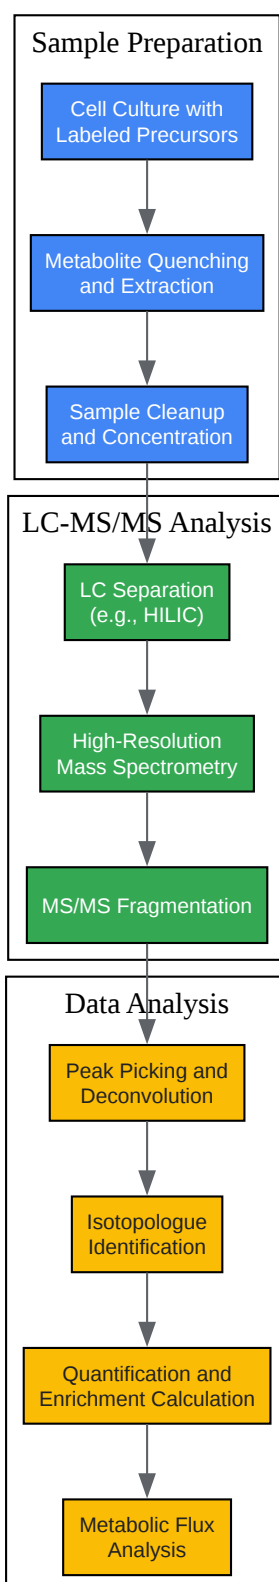 Sample Preparation
Cell Culture with
Labeled Precursors
Metabolite Quenching
and Extraction
Sample Cleanup
and Concentration
LC-MS/MS Analysis
LC Separation
(e.g., HILIC)
High-Resolution
Mass Spectrometry
MS/MS Fragmentation
Data Analysis
Peak Picking and
Deconvolution
Isotopologue
Identification
Quantification and
Enrichment Calculation
Metabolic Flux
Analysis